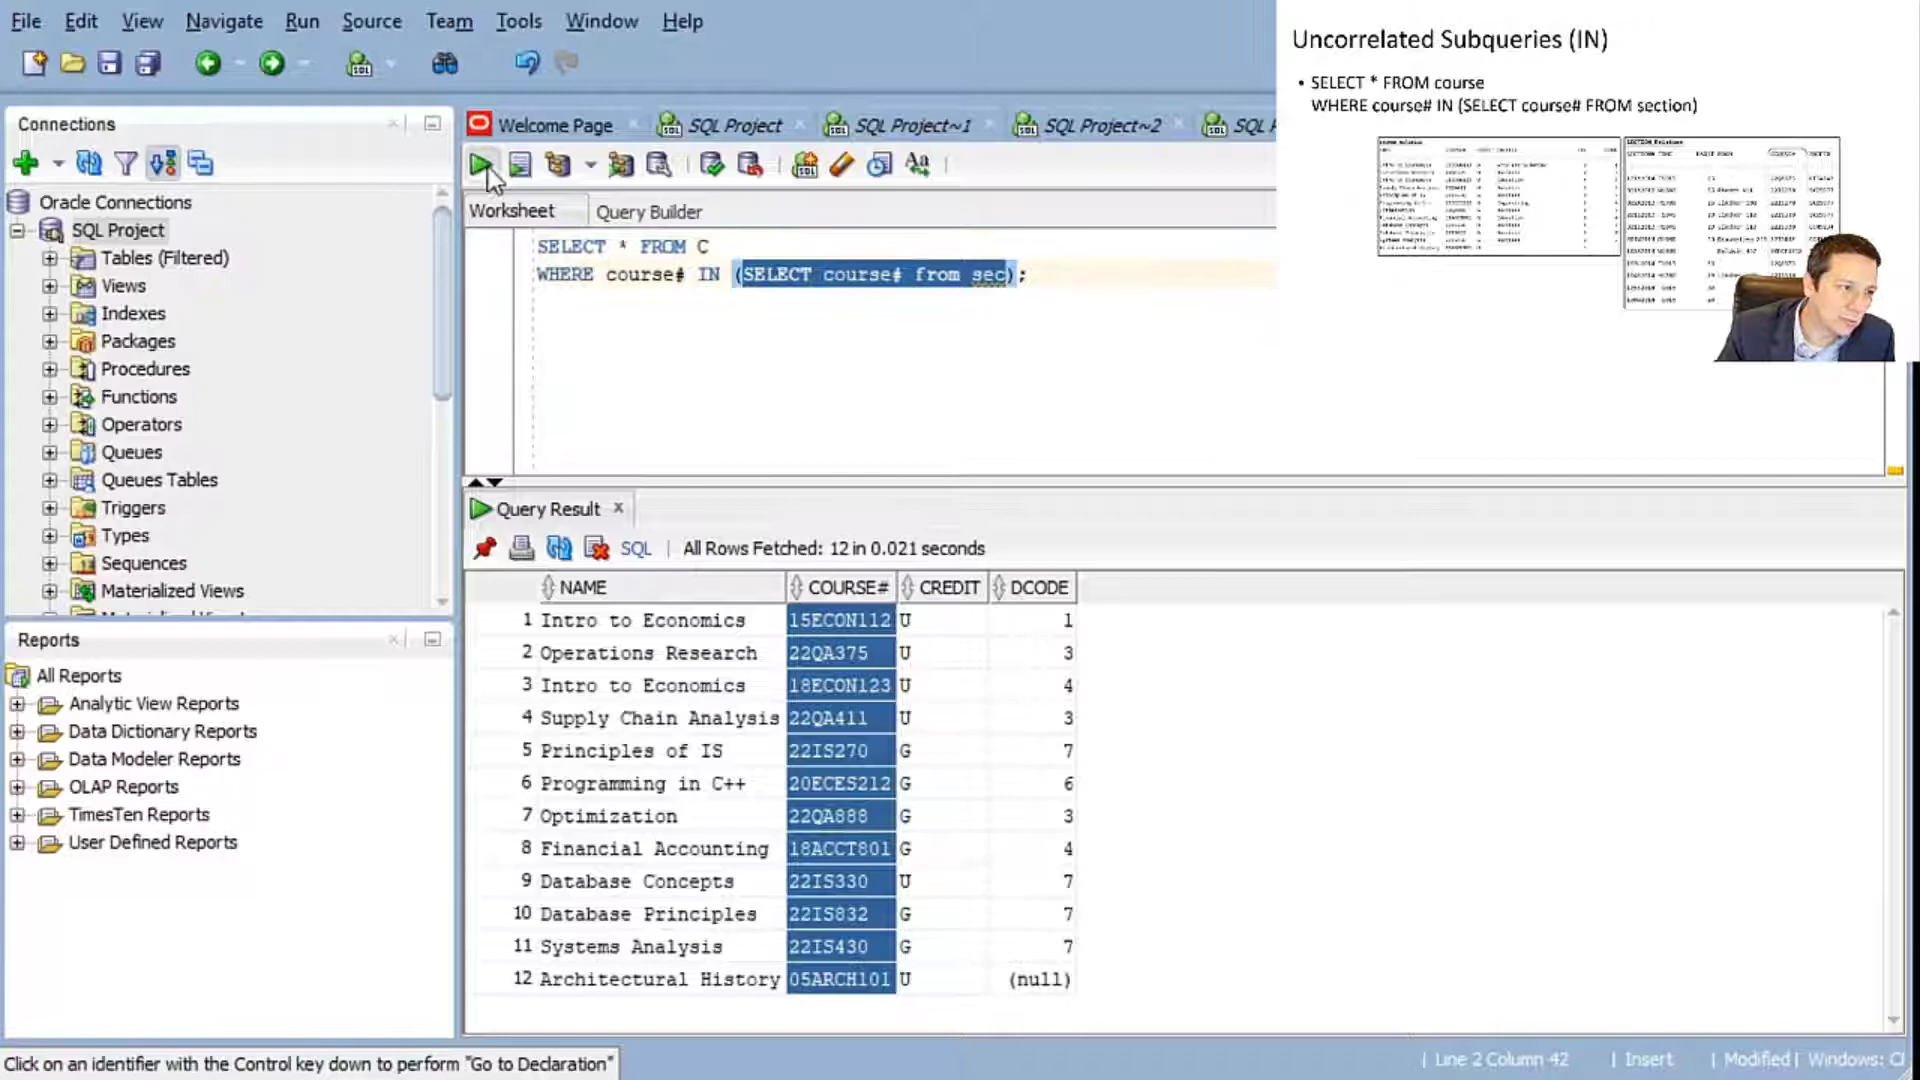 File Edit View Navigate Run Source Team Tools Window Help
Uncorrelated Subqueries (IN)
• SELECT * FROM course
WHERE course# IN (SELECT course# FROM section)
Connections
Welcome Page
SQL Project
SQL Project~1
SQL Project~2
SQL P
Oracle Connections
SQL Project
Tables (Filtered)
Views
Indexes
Packages
Procedures
Functions
Operators
Queues
Queues Tables
Triggers
Types
Sequences
Materialized Views
Worksheet Query Builder
SELECT * FROM C
WHERE course# IN (SELECT course# from sec);
Query Result
SQL | All Rows Fetched: 12 in 0.021 seconds
NAME COURSE# CREDIT DCODE
1 Intro to Economics 15ECON112 U 1
2 Operations Research 22QA375 U 3
3 Intro to Economics 18ECON123 U 4
4 Supply Chain Analysis 22QA411 U 3
5 Principles of IS 22IS270 G 7
6 Programming in C++ 20ECES212 G 6
7 Optimization 22QA888 G 3
8 Financial Accounting 18ACCT801 G 4
9 Database Concepts 22IS330 U 7
10 Database Principles 22IS832 G 7
11 Systems Analysis 22IS430 G 7
12 Architectural History 05ARCH101 U (null)
Reports
All Reports
Analytic View Reports
Data Dictionary Reports
Data Modeler Reports
OLAP Reports
TimesTen Reports
User Defined Reports
Click on an identifier with the Control key down to perform "Go to Declaration"
| Line 2 Column 42 | Insert | Modified | Windows: Cl